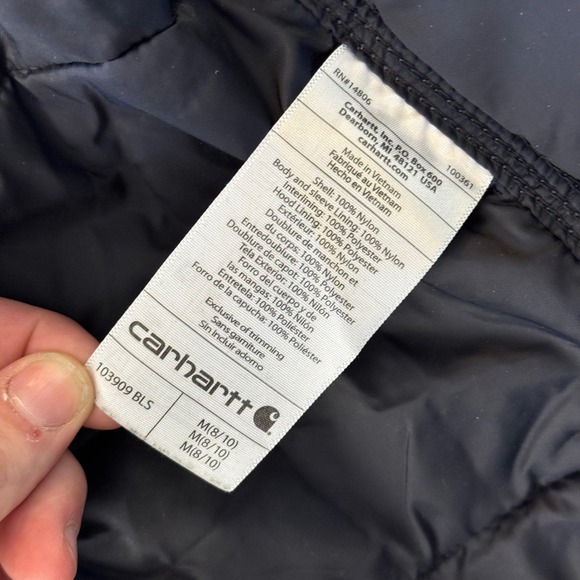 RN#14806
100361
Carhartt, Inc. P.O. Box 600
Dearborn, MI 48121 USA
carhartt.com
Made in Vietnam
Fabriqué au Vietnam
Hecho en Vietnam
Shell: 100% Nylon
Body and sleeve Lining: 100% Nylon
Interlining: 100% Polyester
Hood Lining: 100% Polyester
Extérieur: 100% Nylon
Doublure de manchon et
du corps: 100% Nylon
Entredoublure: 100% Polyester
Doublure de capot: 100% Polyester
Tela Exterior: 100% Nylon
Forro del cuerpo y de
las mangas: 100% Nilón
Entretela: 100% Poliéster
Forro de la capucha: 100% Poliéster
Exclusive of trimming
Sans garniture
Sin incluir adorno
carhartt
103909 BLS
M(8/10)
M(8/10)
M(8/10)